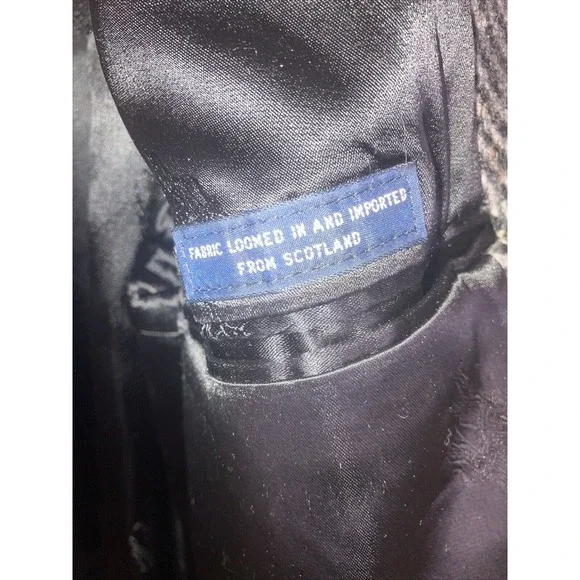 FABRIC LOOMED IN AND IMPORTED
FROM SCOTLAND